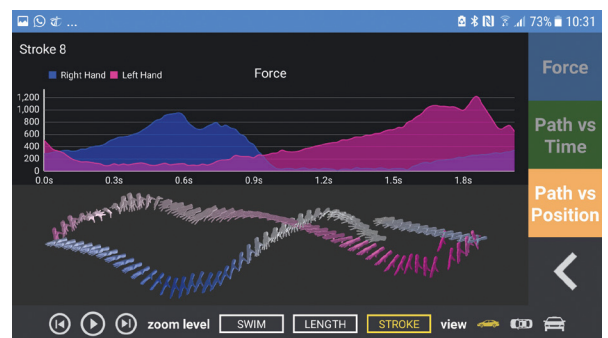 ... 73% 10:31
Stroke 8
Force
Right Hand Left Hand Force
1,200
1,000
800
600
400
200
0
0.0s 0.3s 0.6s 0.9s 1.2s 1.5s 1.8s
Path vs
Time
Path vs
Position
zoom level SWIM LENGTH STROKE view